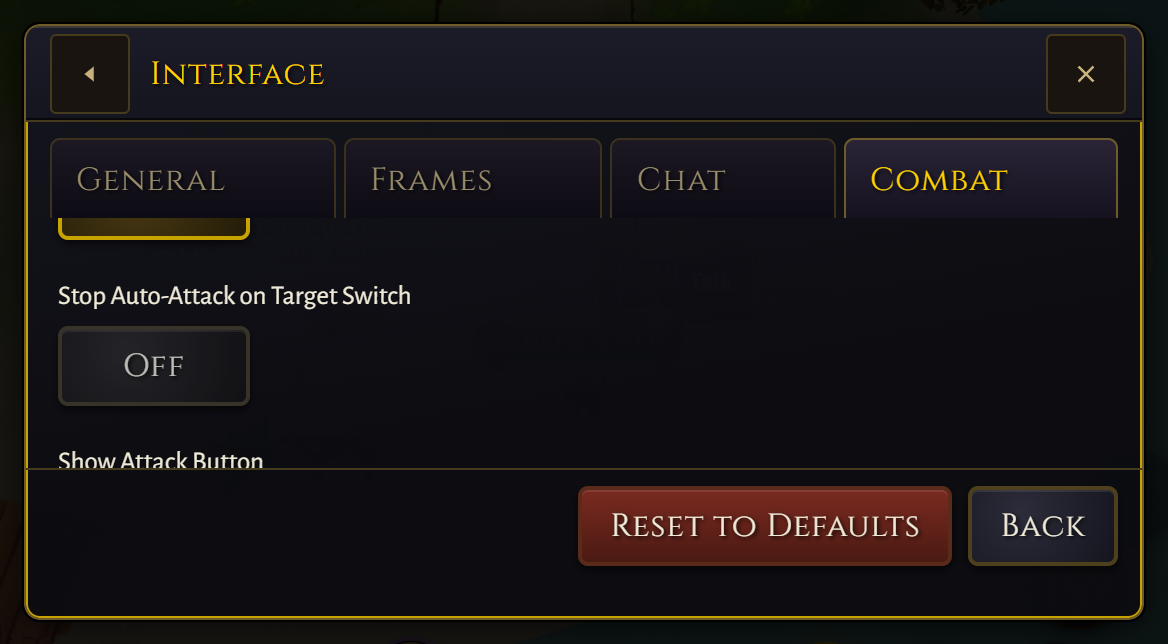 Interface
General
Frames
Chat
Combat
Stop Auto-Attack on Target Switch
Off
Show Attack Button
Reset to Defaults
Back